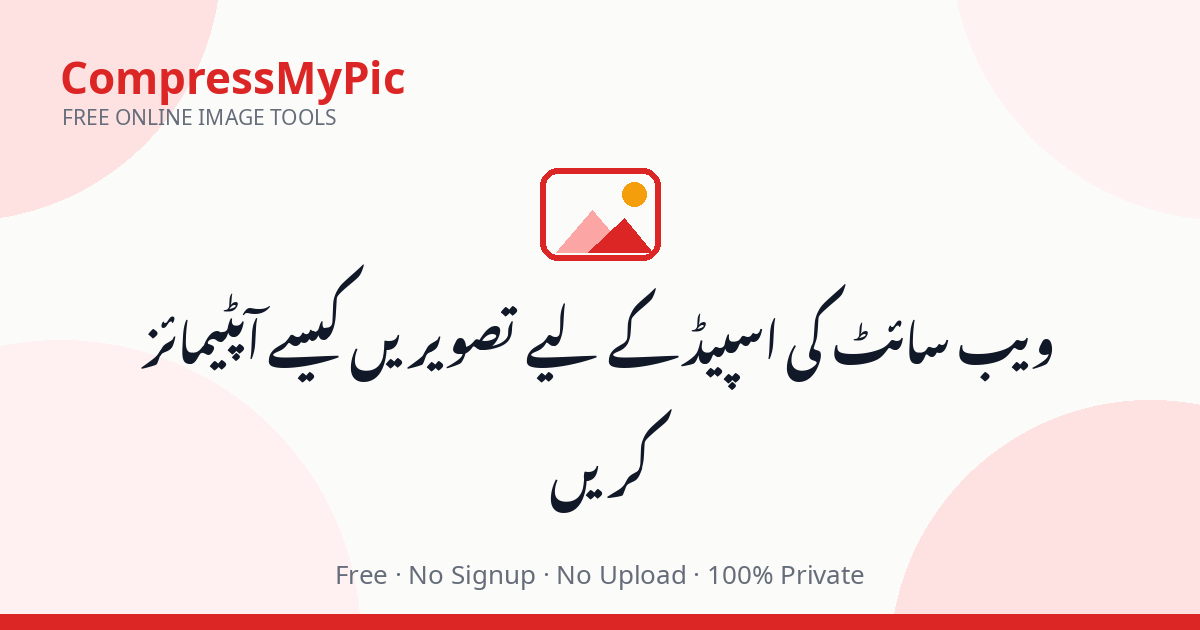 CompressMyPic
FREE ONLINE IMAGE TOOLS
ویب سائٹ کی اسپیڈ کے لیے تصویریں کیسے آپٹیمائز
کریں
Free · No Signup · No Upload · 100% Private